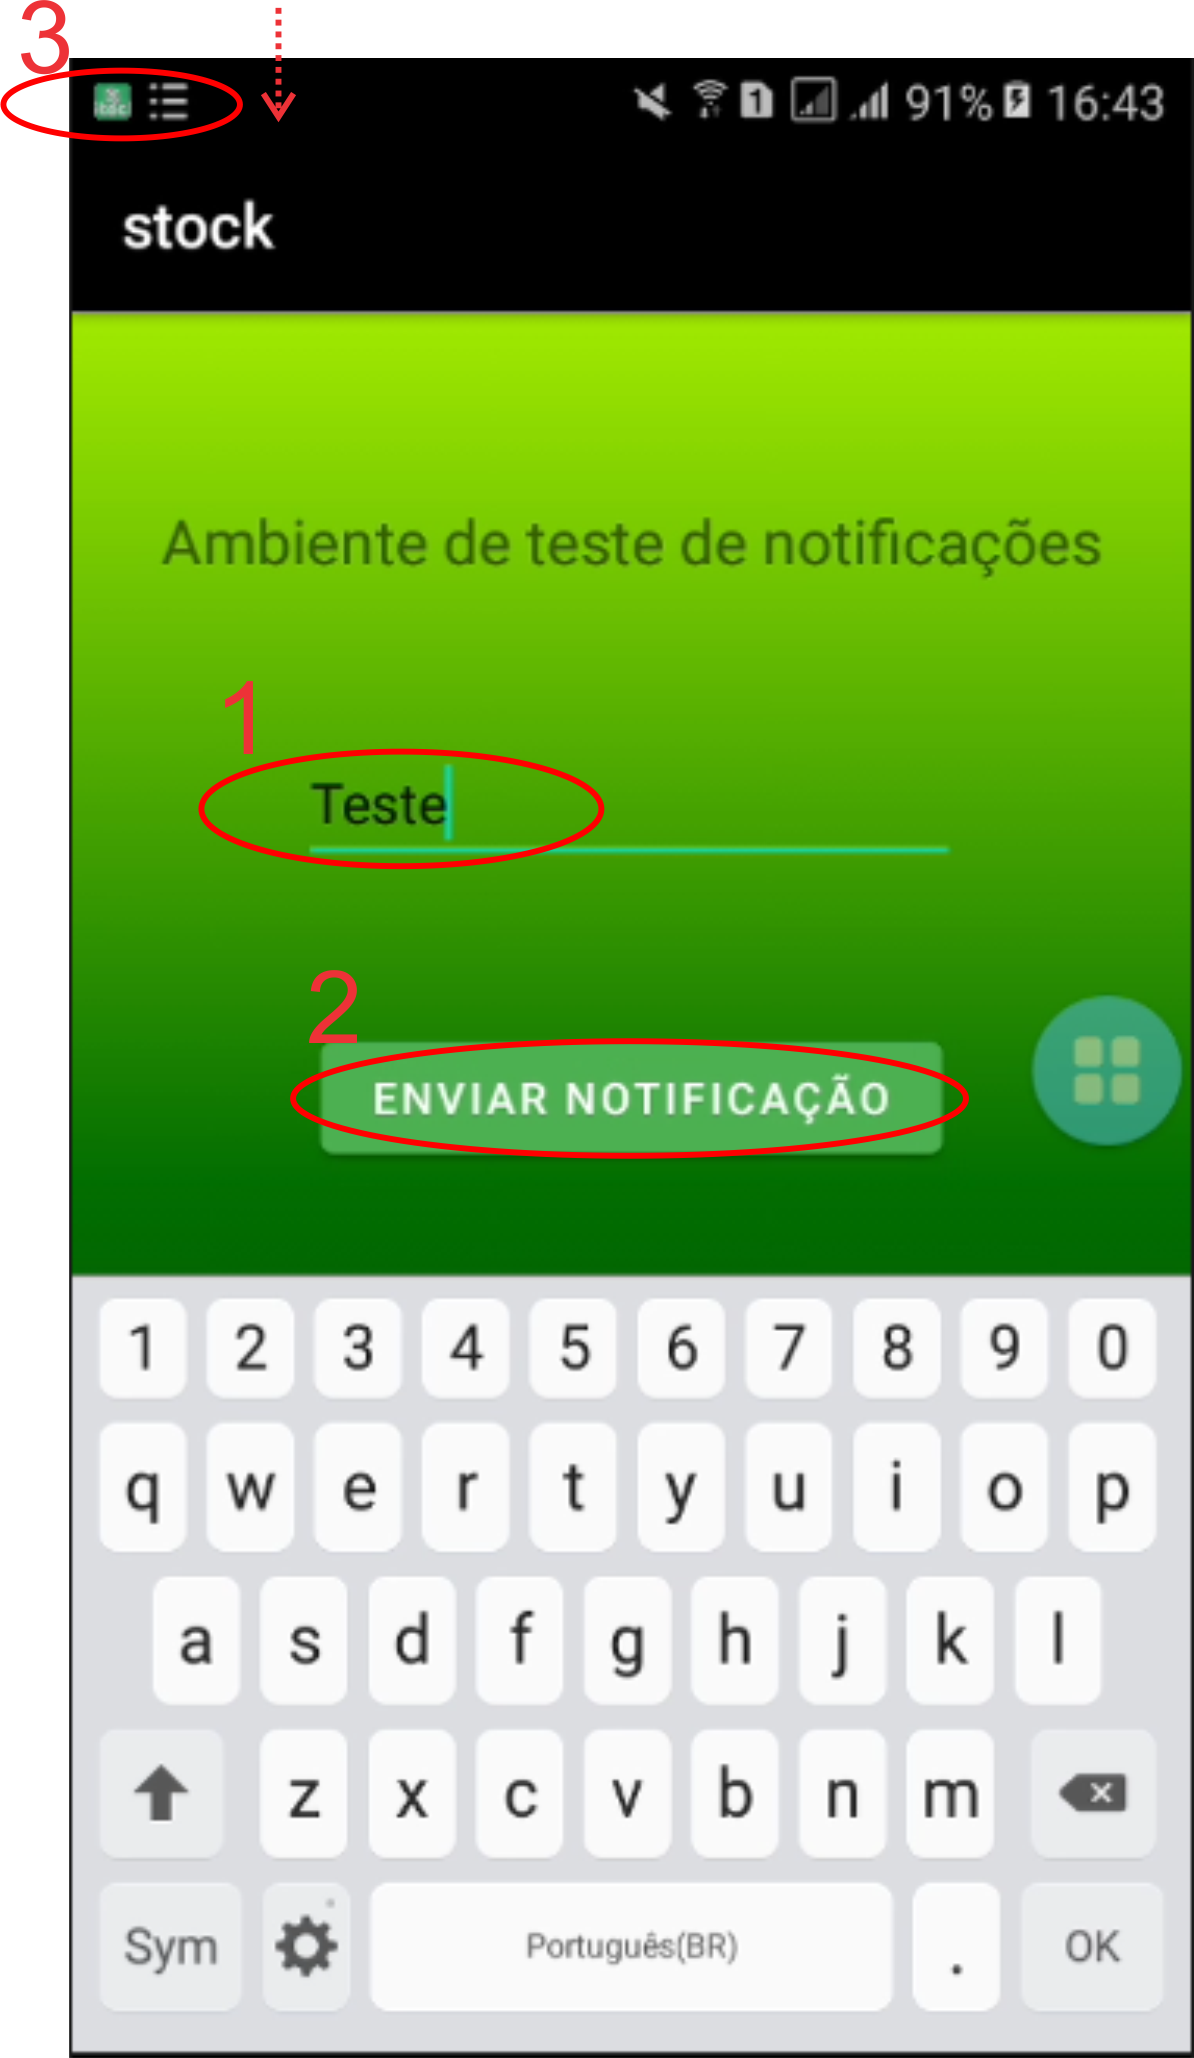 3
91% 16:43
stock
Ambiente de teste de notificações
1
Teste
2
ENVIAR NOTIFICAÇÃO
1 2 3 4 5 6 7 8 9 0
q w e r t y u i o p
a s d f g h j k l
z x c v b n m
Sym Português(BR) . OK